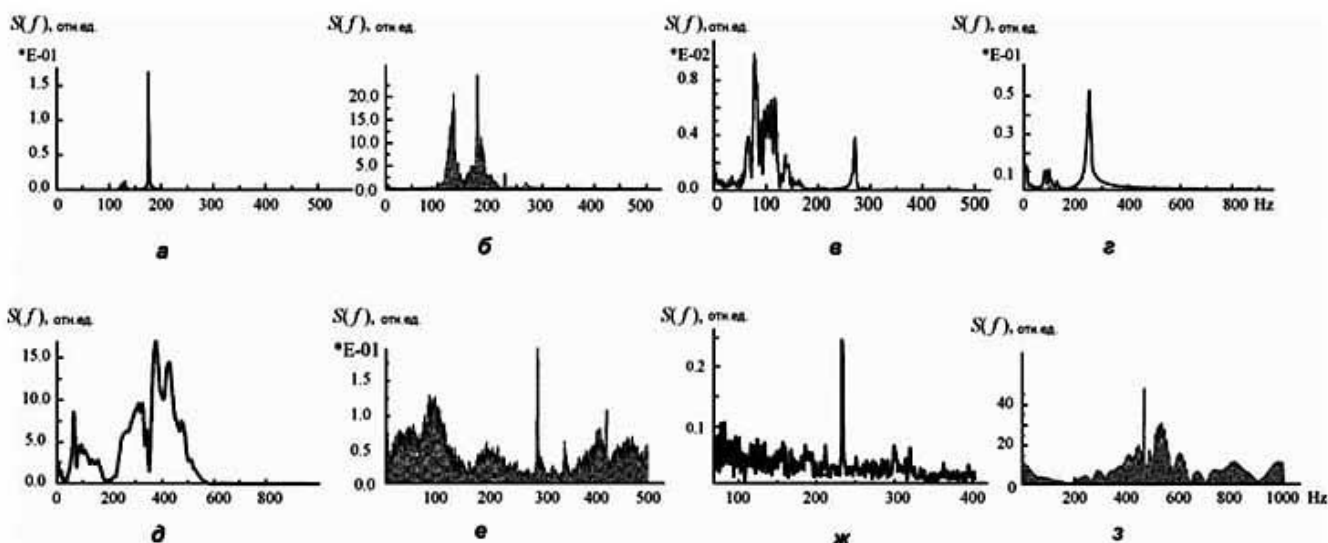 S(f), отн.ед. S(f), отн.ед. S(f), отн.ед. S(f), отн.ед.
*E-01 *E-02 *E-01
1.5 1.0 0.5 0.0
0 100 200 300 400 500
а
20.0 15.0 10.0 5.0 0.0
0 100 200 300 400 500
б
0.8 0.4 0.0
0 100 200 300 400 500
в
0.5 0.3 0.1
0 200 400 600 800 Hz
г
S(f), отн.ед. S(f), отн.ед. S(f), отн.ед. S(f), отн.ед.
15.0 10.0 5.0 0.0
0 200 400 600 800
д
*E-01
1.5 1.0 0.5 0.0
100 200 300 400 500
е
0.2 0.1
100 200 300 400
ж
40 20 0
0 200 400 600 800 1000 Hz
з